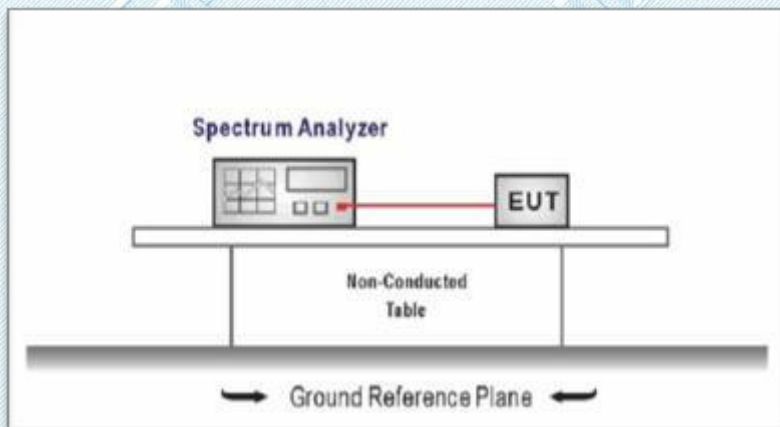 Spectrum Analyzer
EUT
Non-Conducted
Table
Ground Reference Plane